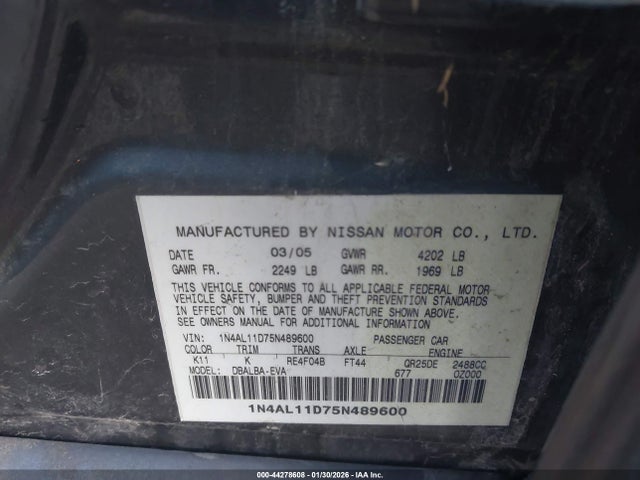 MANUFACTURED BY NISSAN MOTOR CO., LTD.
DATE 03/05 GVWR 4202 LB
GAWR FR. 2249 LB GAWR RR. 1969 LB
THIS VEHICLE CONFORMS TO ALL APPLICABLE FEDERAL MOTOR
VEHICLE SAFETY, BUMPER AND THEFT PREVENTION STANDARDS
IN EFFECT ON THE DATE OF MANUFACTURE SHOWN ABOVE.
SEE OWNERS MANUAL FOR ADDITIONAL INFORMATION
VIN: 1N4AL11D75N489600 PASSENGER CAR
COLOR TRIM TRANS AXLE ENGINE
K11 K RE4F04B FT44 QR25DE 2488CC
MODEL: DBALBA-EVA 677 0Z000
1N4AL11D75N489600
000-44278608 - 01/30/2026 - IAA Corp.